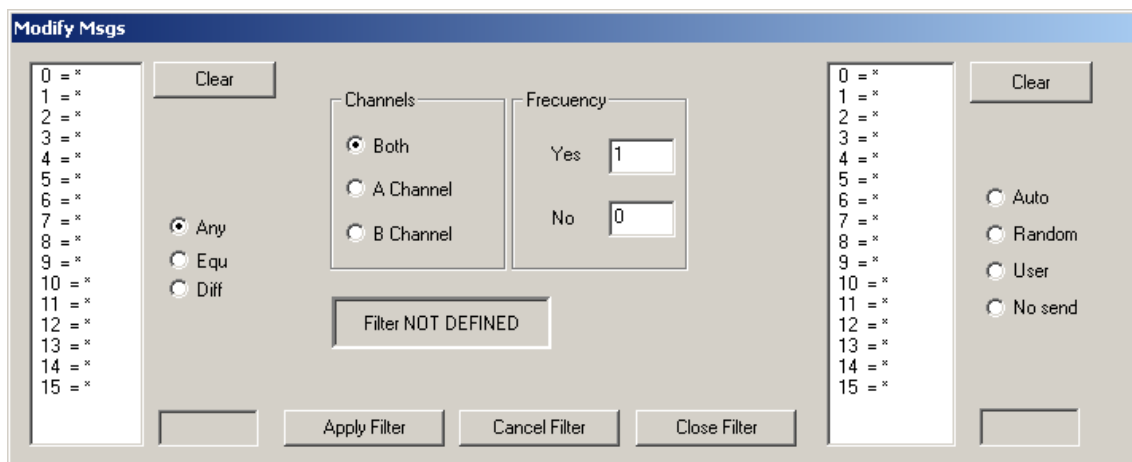 Modify Msgs
0 = *
1 = *
2 = *
3 = *
4 = *
5 = *
6 = *
7 = *
8 = *
9 = *
10 = *
11 = *
12 = *
13 = *
14 = *
15 = *
Clear
Any
Equ
Diff
Channels
Both
A Channel
B Channel
Frecuency
Yes 1
No 0
Filter NOT DEFINED
Apply Filter
Cancel Filter
Close Filter
0 = *
1 = *
2 = *
3 = *
4 = *
5 = *
6 = *
7 = *
8 = *
9 = *
10 = *
11 = *
12 = *
13 = *
14 = *
15 = *
Clear
Auto
Random
User
No send